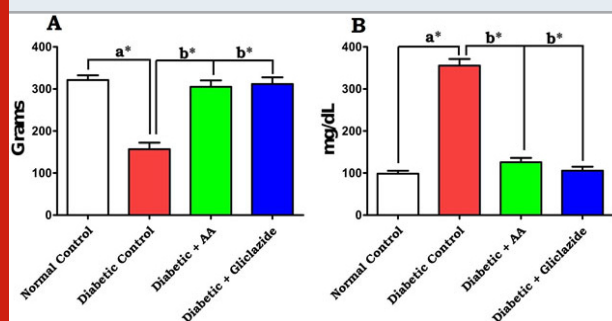 A
400
300
200
100
0
Grams
a*
b*
b*
Normal Control
Diabetic Control
Diabetic + AA
Diabetic + Gliclazide
B
400
300
200
100
0
mg/dL
a*
b*
b*
Normal Control
Diabetic Control
Diabetic + AA
Diabetic + Gliclazide